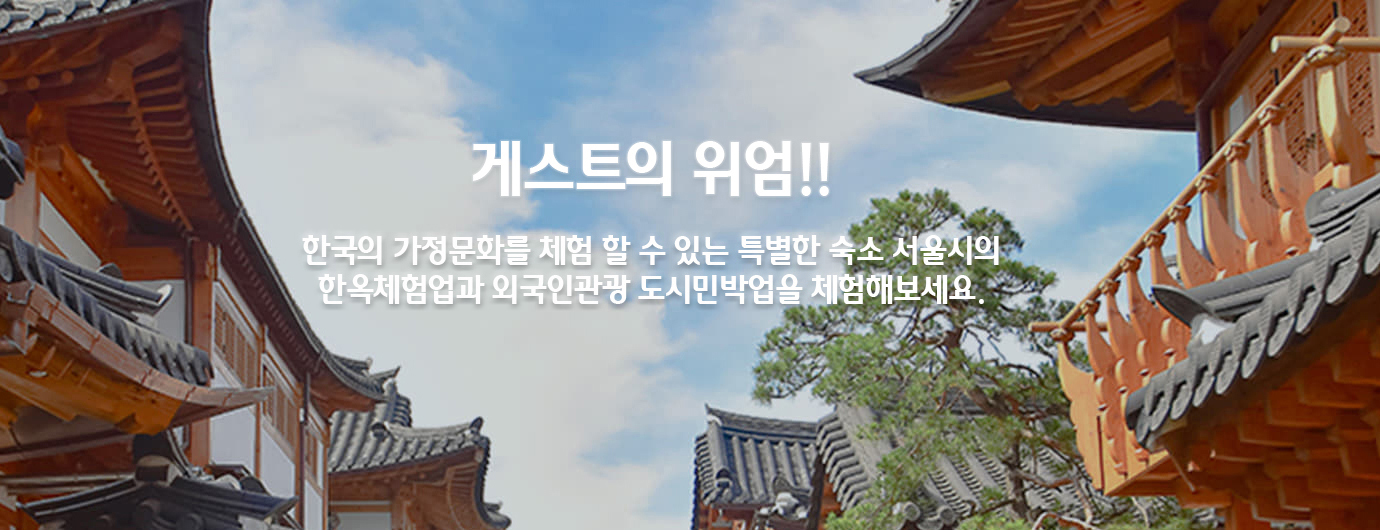 게스트의 위엄!!
한국의 가정문화를 체험 할 수 있는 특별한 숙소 서울시의
한옥체험업과 외국인관광 도시민박업을 체험해보세요.